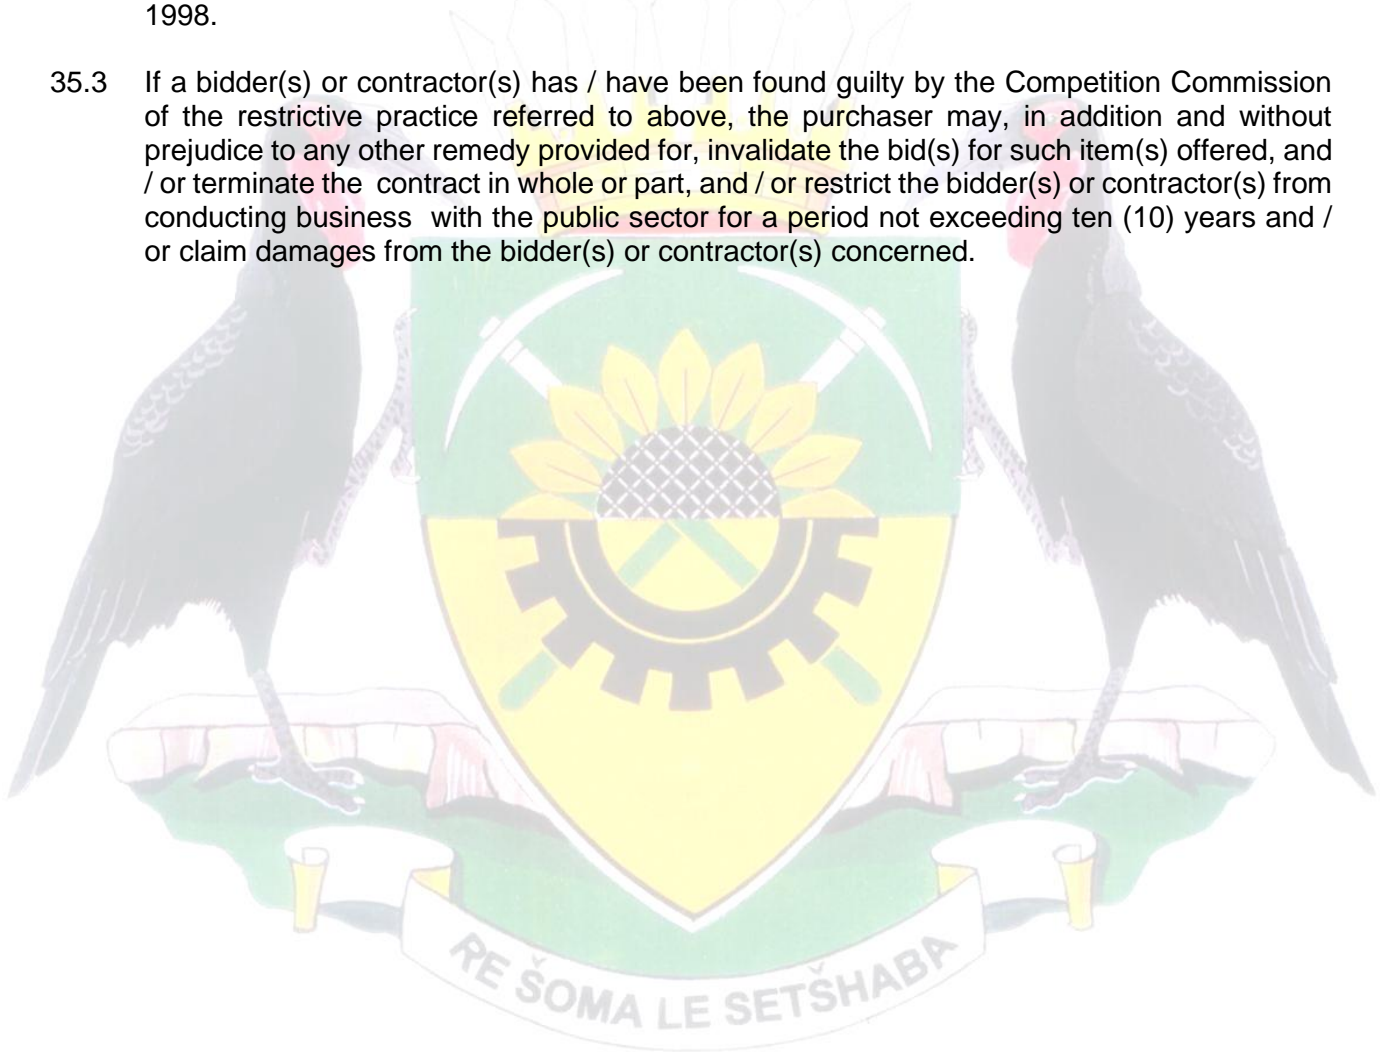 1998.
35.3 If a bidder(s) or contractor(s) has / have been found guilty by the Competition Commission
of the restrictive practice referred to above, the purchaser may, in addition and without
prejudice to any other remedy provided for, invalidate the bid(s) for such item(s) offered, and
/ or terminate the contract in whole or part, and / or restrict the bidder(s) or contractor(s) from
conducting business with the public sector for a period not exceeding ten (10) years and /
or claim damages from the bidder(s) or contractor(s) concerned.
RE ŠOMA LE SETŠHABA